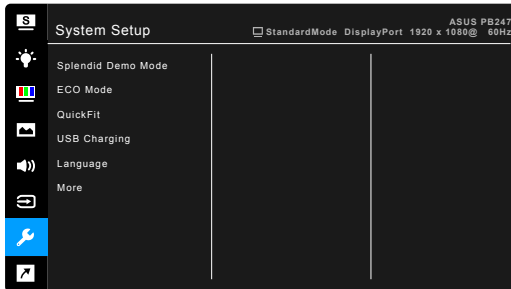 S
System Setup
ASUS PB247
StandardMode DisplayPort 1920 x 1080@ 60Hz
Splendid Demo Mode
ECO Mode
QuickFit
USB Charging
Language
More